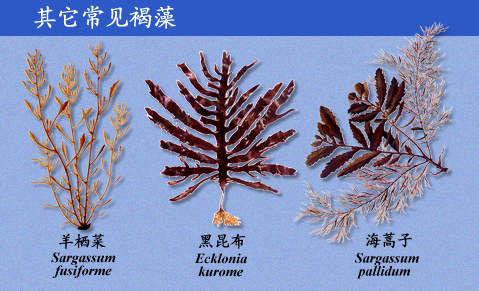 其它常见褐藻
羊栖菜
Sargassum
fusiforme
黑昆布
Ecklonia
kurome
海蒿子
Sargassum
pallidum